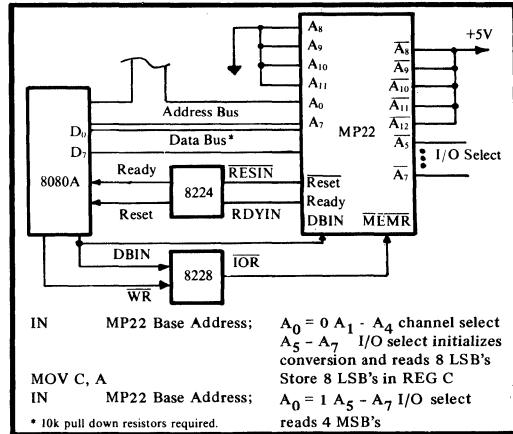 A8
A9
A10
A11
A0
A7
MP22
Reset
Ready
DBIN
MEMR
A8
A9
A10
A11
A12
A5
A7
+5V
I/O Select
Address Bus
Data Bus*
D0
D7
8080A
Ready
Reset
8224
RESIN
RDYIN
DBIN
WR
8228
IOR
IN MP22 Base Address; A0 = 0 A1 - A4 channel select
A5 - A7 I/O select initializes
conversion and reads 8 LSB's
MOV C, A Store 8 LSB's in REG C
IN MP22 Base Address; A0 = 1 A5 - A7 I/O select
* 10k pull down resistors required. reads 4 MSB's